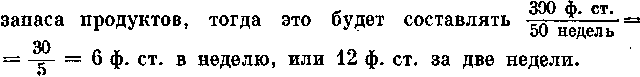 запаса продуктов, тогда это будет составлять 300 ф. ст. / 50 недель =
= 30/5 = 6 ф. ст. в неделю, или 12 ф. ст. за две недели.